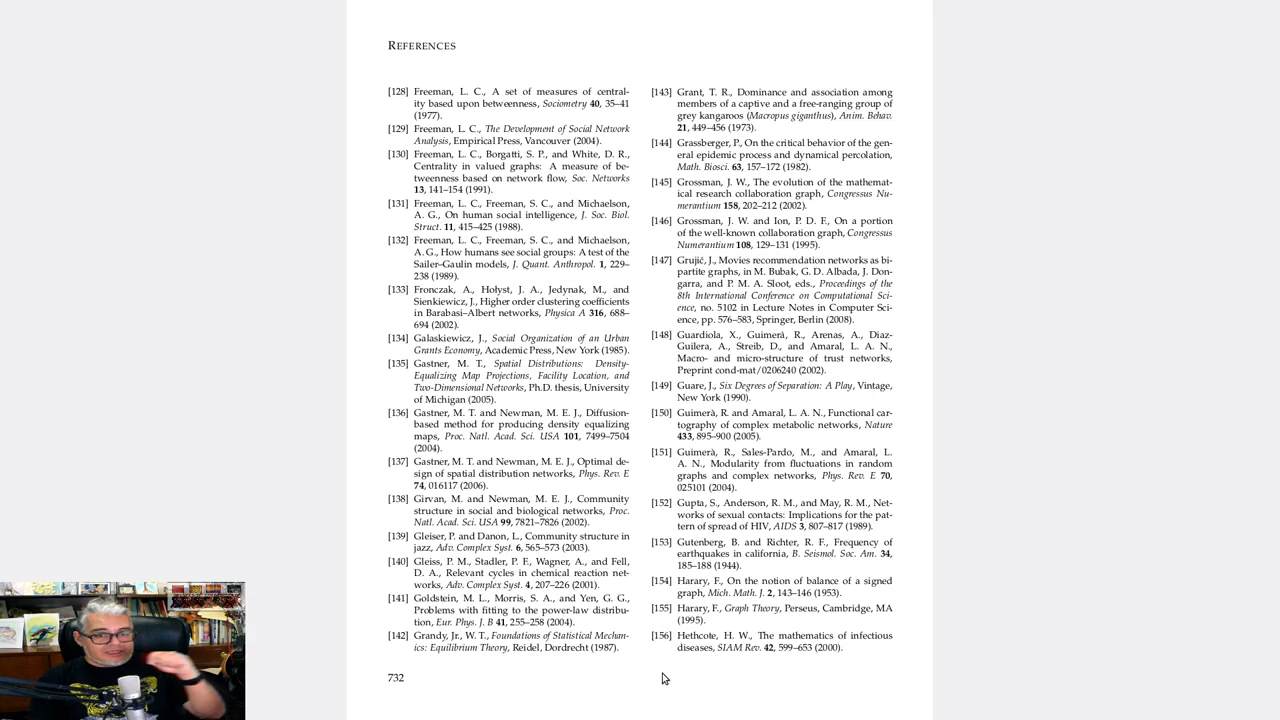 REFERENCES
[128] Freeman, L. C., A set of measures of central-
ity based upon betweenness, Sociometry 40, 35–41
(1977).
[129] Freeman, L. C., The Development of Social Network
Analysis, Empirical Press, Vancouver (2004).
[130] Freeman, L. C., Borgatti, S. P., and White, D. R.,
Centrality in valued graphs: A measure of be-
tweenness based on network flow, Soc. Networks
13, 141–154 (1991).
[131] Freeman, L. C., Freeman, S. C., and Michaelson,
A. G., On human social intelligence, J. Soc. Biol.
Struct. 11, 415–425 (1988).
[132] Freeman, L. C., Freeman, S. C., and Michaelson,
A. G., How humans see social groups: A test of the
Sailer–Gaulin models, J. Quant. Anthropol. 1, 229–
238 (1989).
[133] Fronczak, A., Hołyst, J. A., Jedynak, M., and
Sienkiewicz, J., Higher order clustering coefficients
in Barabasi–Albert networks, Physica A 316, 688–
694 (2002).
[134] Galaskiewicz, J., Social Organization of an Urban
Grants Economy, Academic Press, New York (1985).
[135] Gastner, M. T., Spatial Distributions: Density-
Equalizing Map Projections, Facility Location, and
Two-Dimensional Networks, Ph.D. thesis, University
of Michigan (2005).
[136] Gastner, M. T. and Newman, M. E. J., Diffusion-
based method for producing density equalizing
maps, Proc. Natl. Acad. Sci. USA 101, 7499–7504
(2004).
[137] Gastner, M. T. and Newman, M. E. J., Optimal de-
sign of spatial distribution networks, Phys. Rev. E
74, 016117 (2006).
[138] Girvan, M. and Newman, M. E. J., Community
structure in social and biological networks, Proc.
Natl. Acad. Sci. USA 99, 7821–7826 (2002).
[139] Gleiser, P. and Danon, L., Community structure in
jazz, Adv. Complex Syst. 6, 565–573 (2003).
[140] Gleiss, P. M., Stadler, P. F., Wagner, A., and Fell,
D. A., Relevant cycles in chemical reaction net-
works, Adv. Complex Syst. 4, 207–226 (2001).
[141] Goldstein, M. L., Morris, S. A., and Yen, G. G.,
Problems with fitting to the power-law distribu-
tion, Eur. Phys. J. B 41, 255–258 (2004).
[142] Grandy, Jr., W. T., Foundations of Statistical Mechan-
ics: Equilibrium Theory, Reidel, Dordrecht (1987).
[143] Grant, T. R., Dominance and association among
members of a captive and a free-ranging group of
grey kangaroos (Macropus giganthus), Anim. Behav.
21, 449–456 (1973).
[144] Grassberger, P., On the critical behavior of the gen-
eral epidemic process and dynamical percolation,
Math. Biosci. 63, 157–172 (1982).
[145] Grossman, J. W., The evolution of the mathemat-
ical research collaboration graph, Congressus Nu-
merantium 158, 202–212 (2002).
[146] Grossman, J. W. and Ion, P. D. F., On a portion
of the well-known collaboration graph, Congressus
Numerantium 108, 129–131 (1995).
[147] Grujić, J., Movies recommendation networks as bi-
partite graphs, in M. Bubak, G. D. Albada, J. Don-
garra, and P. M. A. Sloot, eds., Proceedings of the
8th International Conference on Computational Sci-
ence, no. 5102 in Lecture Notes in Computer Sci-
ence, pp. 576–583, Springer, Berlin (2008).
[148] Guardiola, X., Guimerà, R., Arenas, A., Diaz-
Guilera, A., Streib, D., and Amaral, L. A. N.,
Macro- and micro-structure of trust networks,
Preprint cond-mat/0206240 (2002).
[149] Guare, J., Six Degrees of Separation: A Play, Vintage,
New York (1990).
[150] Guimerà, R. and Amaral, L. A. N., Functional car-
tography of complex metabolic networks, Nature
433, 895–900 (2005).
[151] Guimerà, R., Sales-Pardo, M., and Amaral, L.
A. N., Modularity from fluctuations in random
graphs and complex networks, Phys. Rev. E 70,
025101 (2004).
[152] Gupta, S., Anderson, R. M., and May, R. M., Net-
works of sexual contacts: Implications for the pat-
tern of spread of HIV, AIDS 3, 807–817 (1989).
[153] Gutenberg, B. and Richter, R. F., Frequency of
earthquakes in california, B. Seismol. Soc. Am. 34,
185–188 (1944).
[154] Harary, F., On the notion of balance of a signed
graph, Mich. Math. J. 2, 143–146 (1953).
[155] Harary, F., Graph Theory, Perseus, Cambridge, MA
(1995).
[156] Hethcote, H. W., The mathematics of infectious
diseases, SIAM Rev. 42, 599–653 (2000).
732